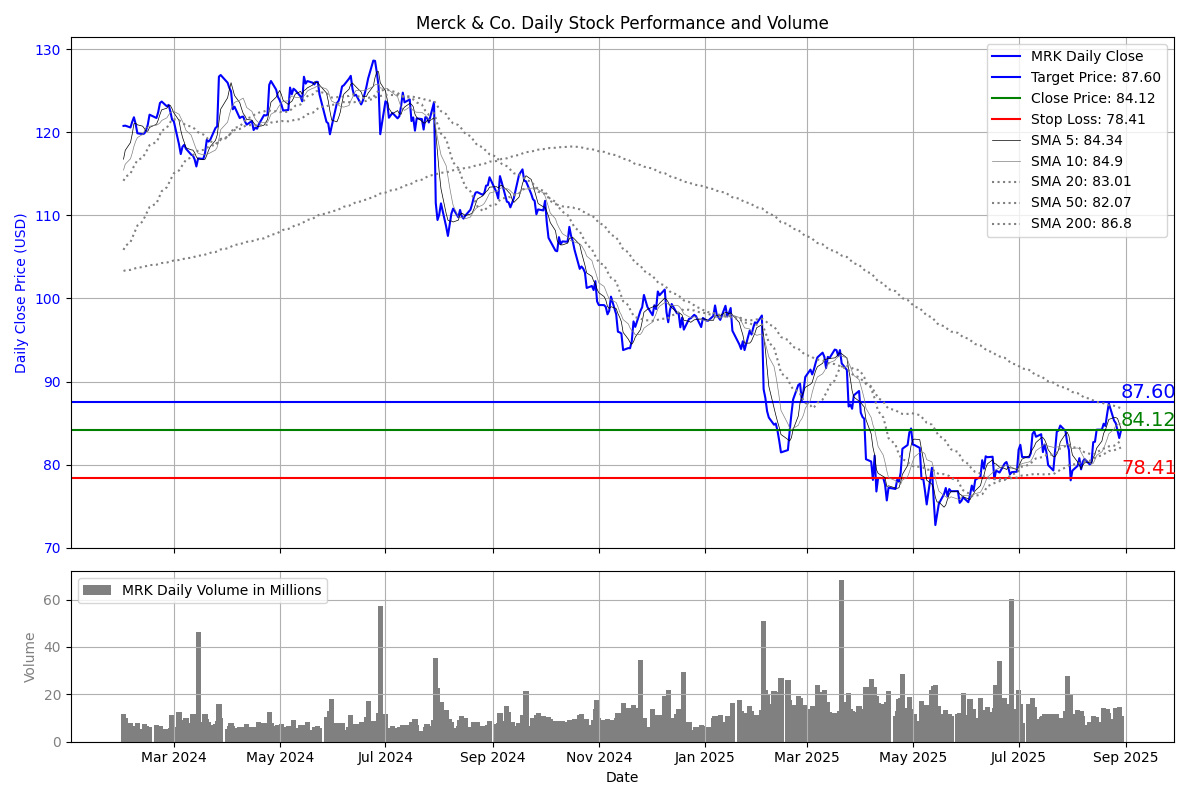 Merck & Co. Daily Stock Performance and Volume
Daily Close Price (USD)
130
120
110
100
90
80
70
MRK Daily Close
Target Price: 87.60
Close Price: 84.12
Stop Loss: 78.41
SMA 5: 84.34
SMA 10: 84.9
SMA 20: 83.01
SMA 50: 82.07
SMA 200: 86.8
87.60
84.12
78.41
Volume
60
40
20
0
MRK Daily Volume in Millions
Mar 2024
May 2024
Jul 2024
Sep 2024
Nov 2024
Jan 2025
Mar 2025
May 2025
Jul 2025
Sep 2025
Date